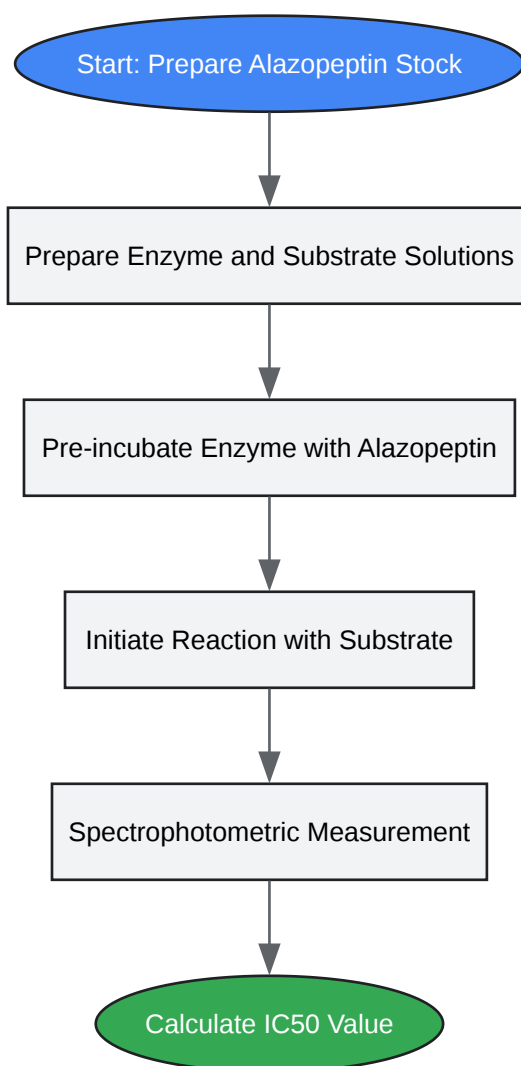 Start: Prepare Alazopeptin Stock
Prepare Enzyme and Substrate Solutions
Pre-incubate Enzyme with Alazopeptin
Initiate Reaction with Substrate
Spectrophotometric Measurement
Calculate IC50 Value